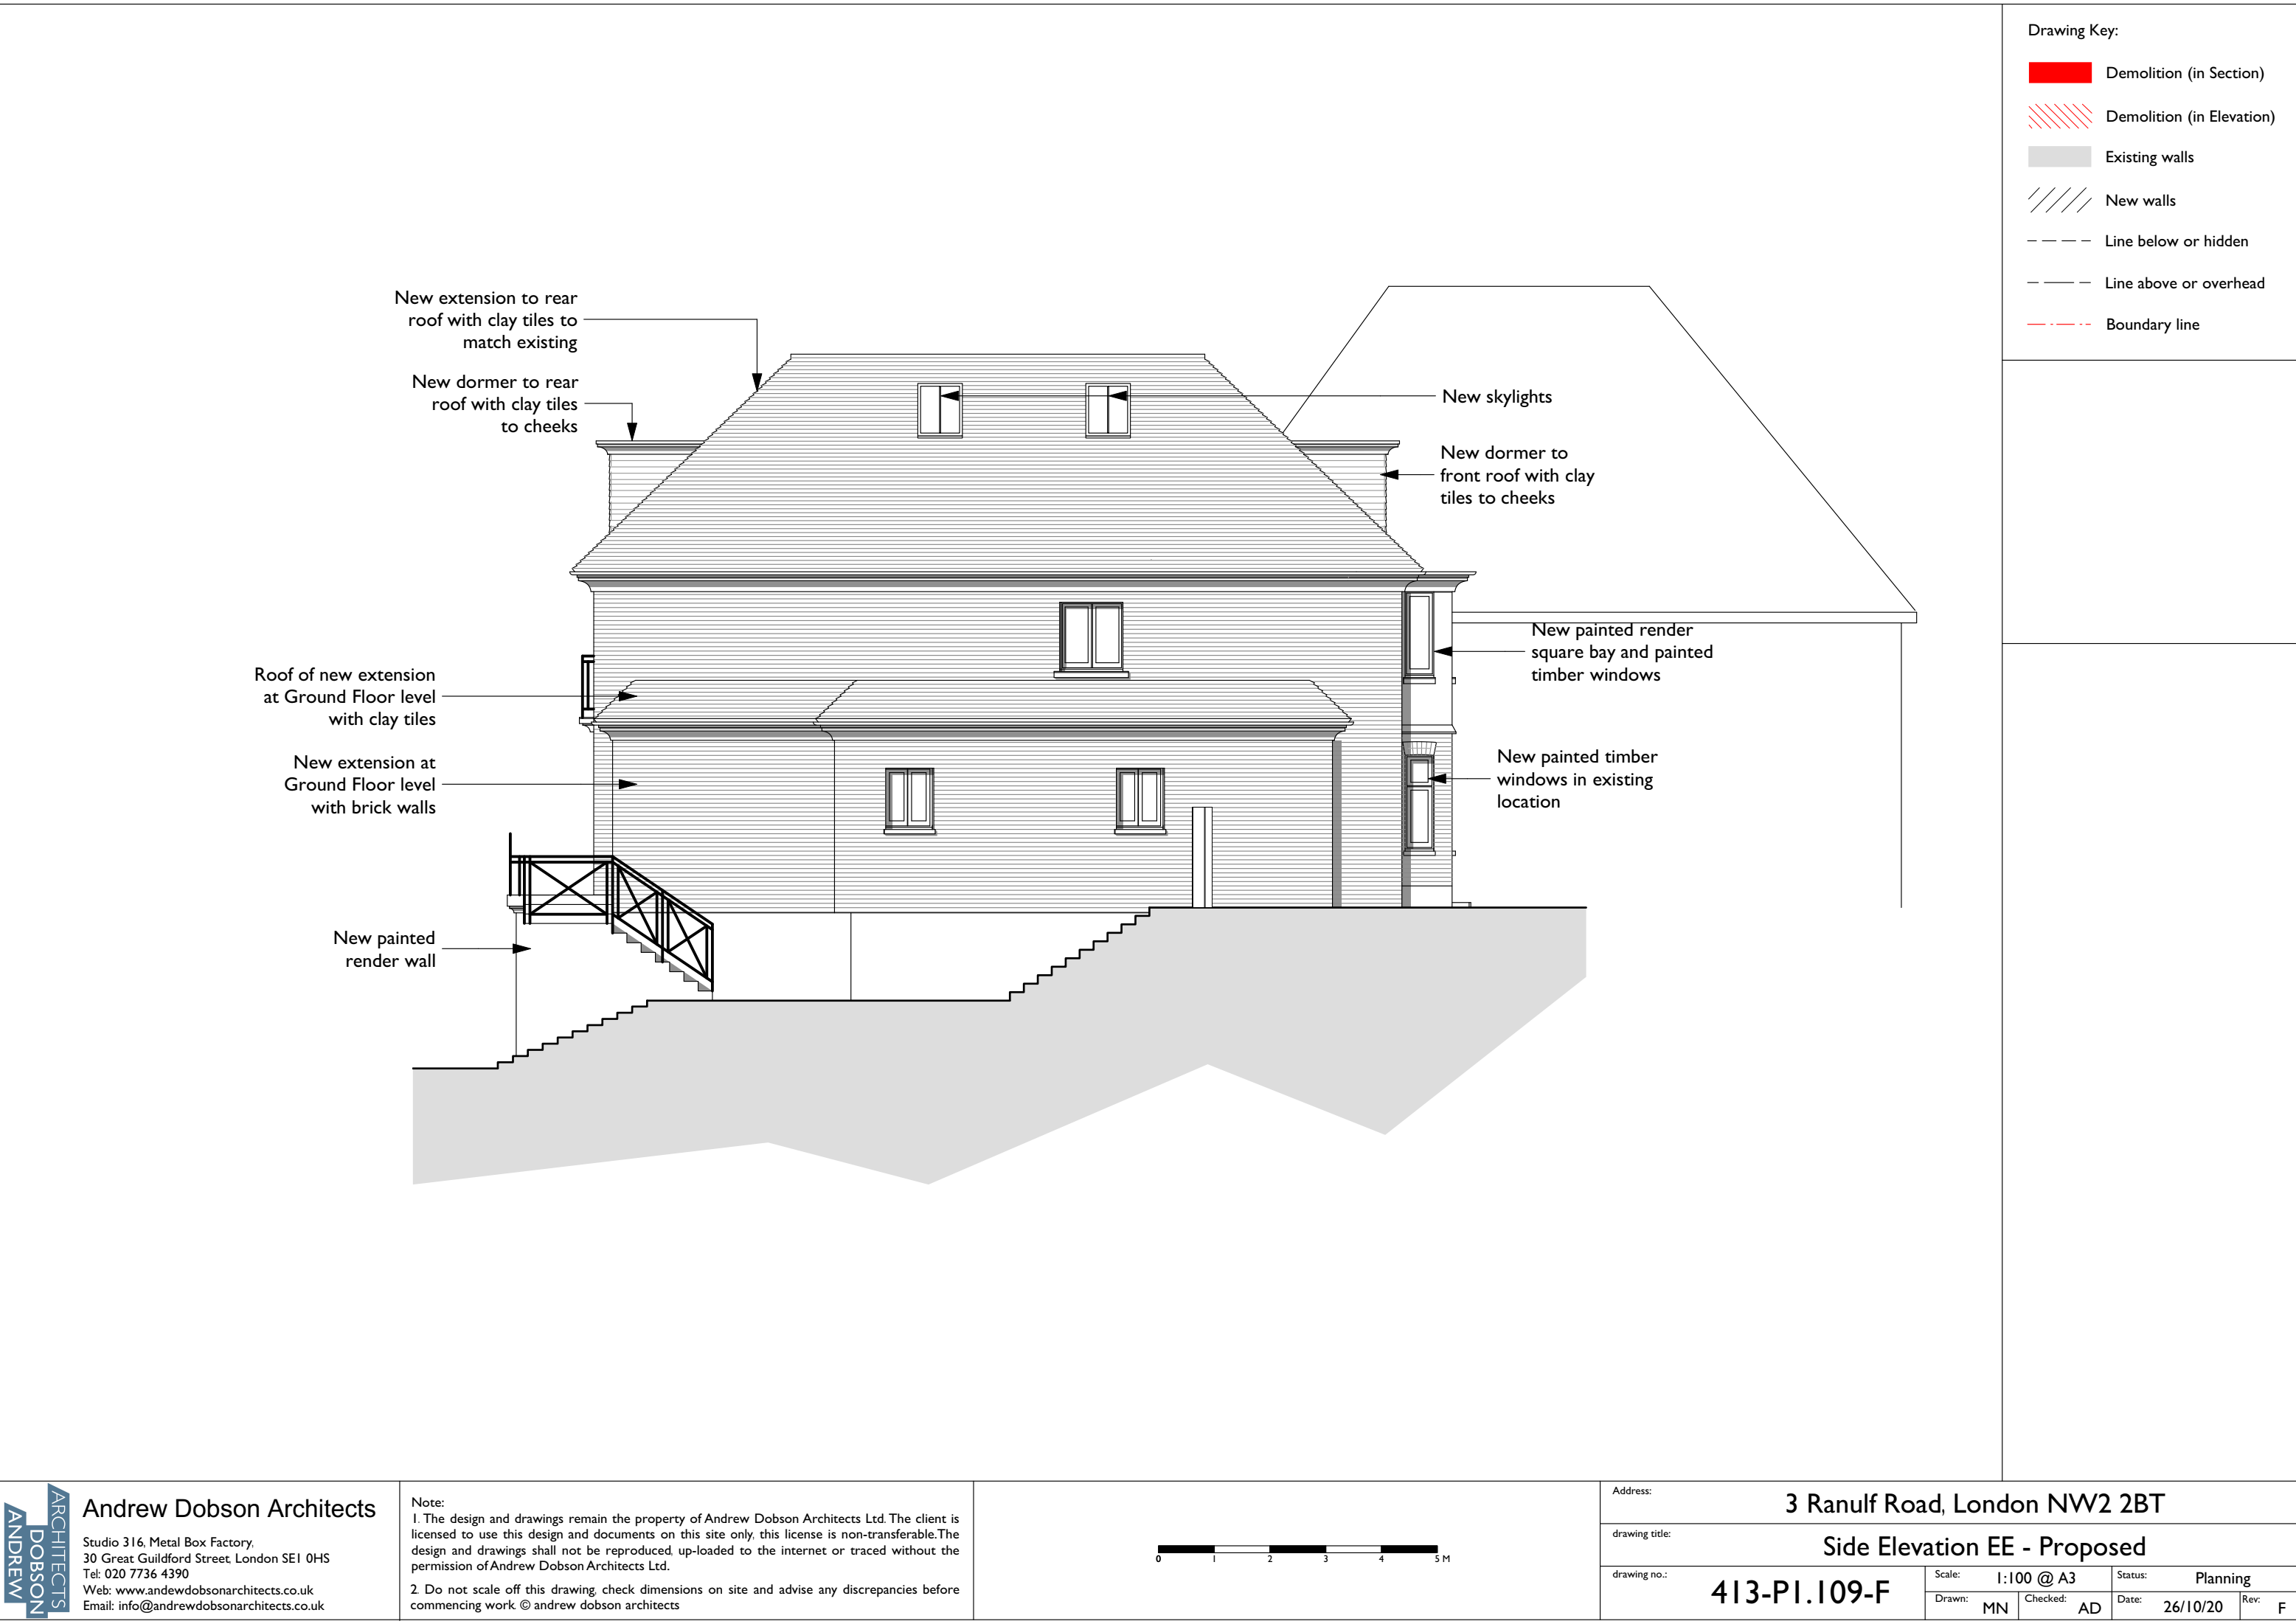 Drawing Key:
Demolition (in Section)
Demolition (in Elevation)
Existing walls
New walls
Line below or hidden
Line above or overhead
Boundary line
New extension to rear
roof with clay tiles to
match existing
New dormer to rear
roof with clay tiles
to cheeks
New skylights
New dormer to
front roof with clay
tiles to cheeks
New painted render
square bay and painted
timber windows
Roof of new extension
at Ground Floor level
with clay tiles
New painted timber
windows in existing
location
New extension at
Ground Floor level
with brick walls
New painted
render wall
ANDREW
DOBSON
ARCHITECTS
Andrew Dobson Architects
Studio 316, Metal Box Factory,
30 Great Guildford Street, London SE1 0HS
Tel: 020 7736 4390
Web: www.andewdobsonarchitects.co.uk
Email: info@andrewdobsonarchitects.co.uk
Note:
1. The design and drawings remain the property of Andrew Dobson Architects Ltd. The client is
licensed to use this design and documents on this site only, this license is non-transferable.The
design and drawings shall not be reproduced, up-loaded to the internet or traced without the
permission of Andrew Dobson Architects Ltd.
2. Do not scale off this drawing, check dimensions on site and advise any discrepancies before
commencing work. © andrew dobson architects
0 1 2 3 4 5 M
Address:
3 Ranulf Road, London NW2 2BT
drawing title:
Side Elevation EE - Proposed
drawing no.:
413-P1.109-F
Scale: 1:100 @ A3
Status: Planning
Drawn: MN
Checked: AD
Date: 26/10/20
Rev: F